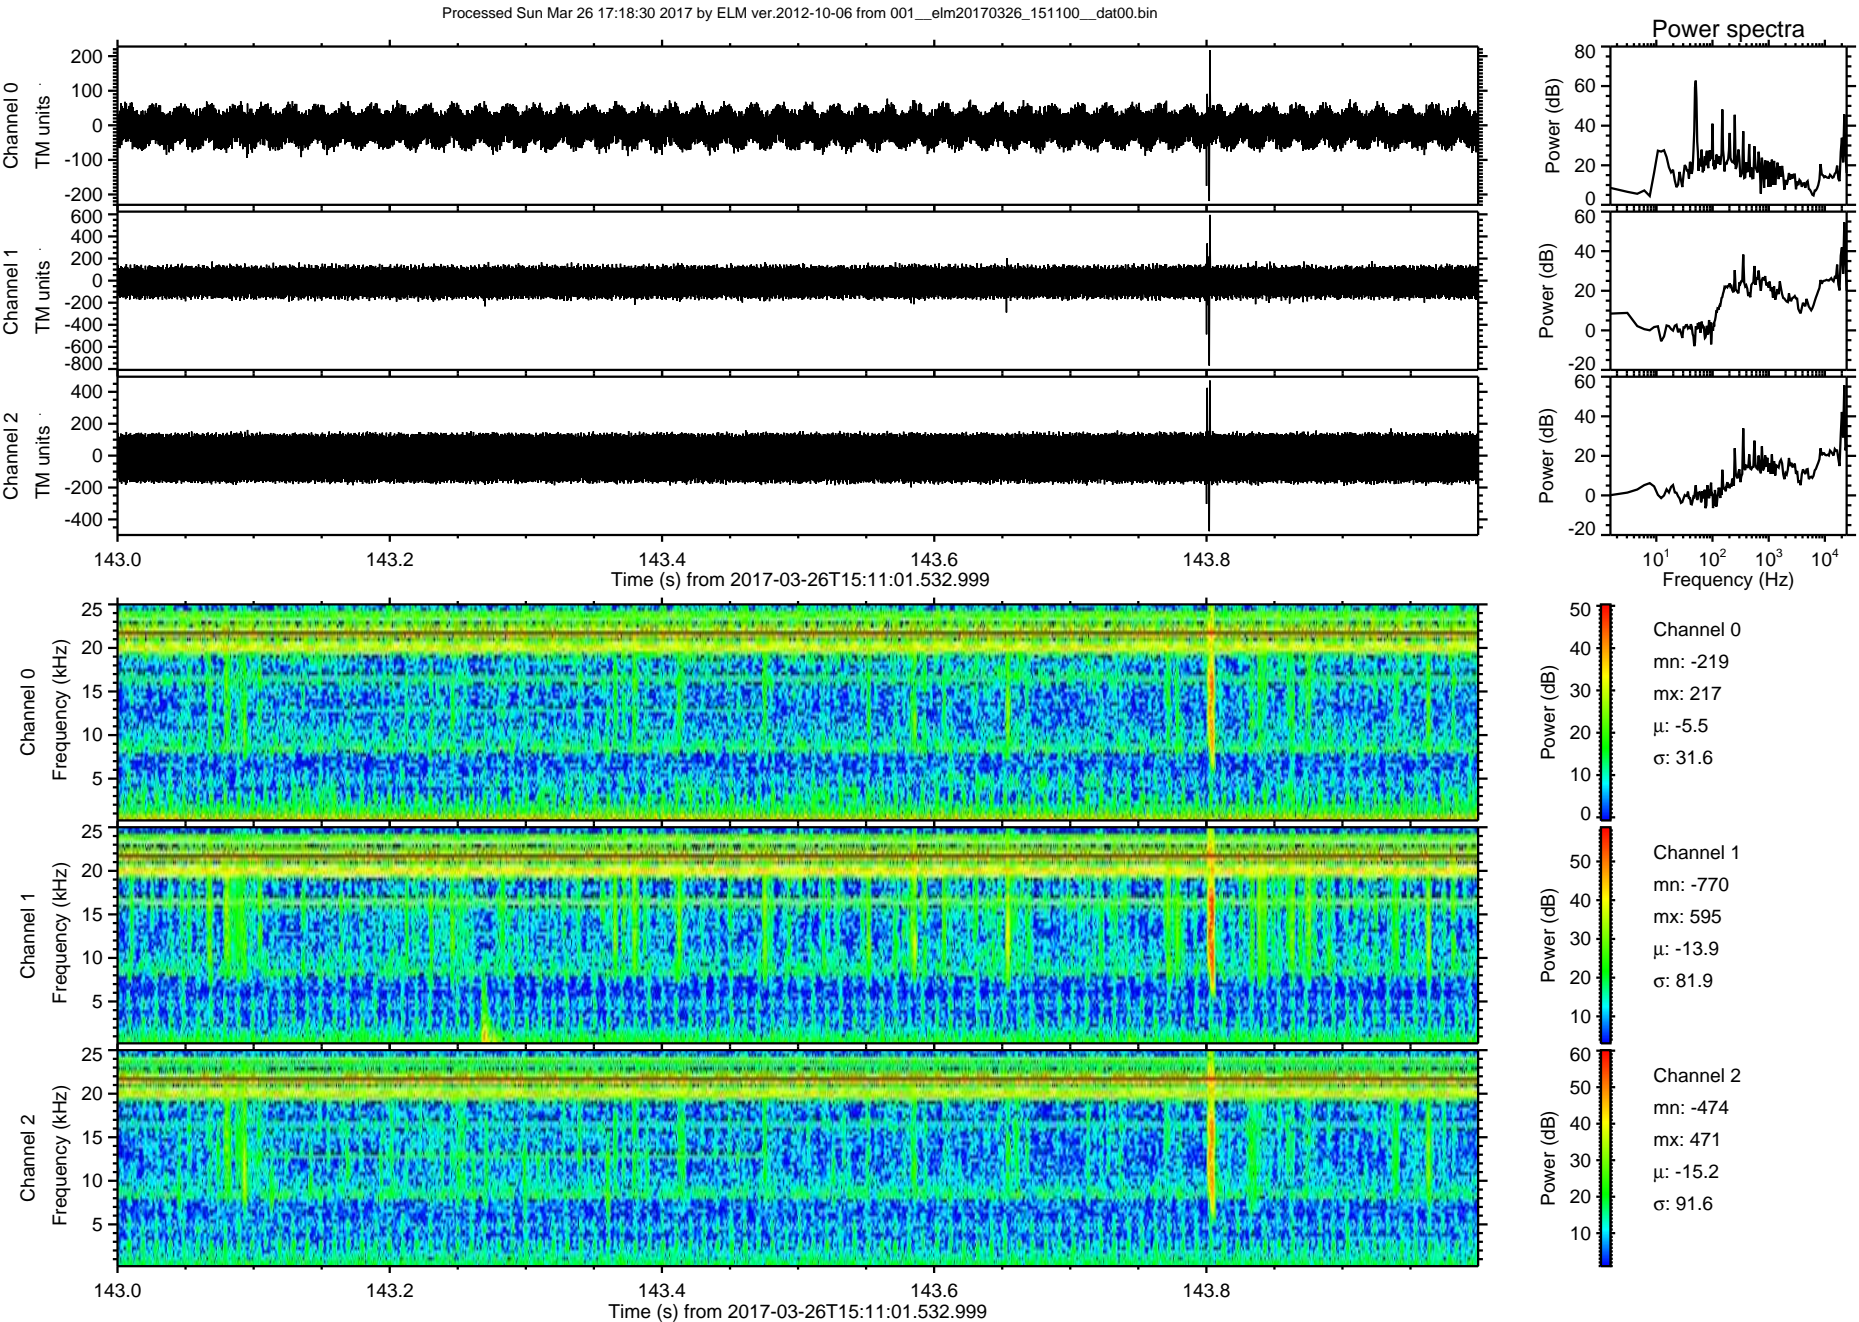 Processed Sun Mar 26 17:18:30 2017 by ELM ver.2012-10-06 from 001__elm20170326_151100__dat00.bin
Power spectra
Channel 0
TM units
200
100
0
-100
-200
Power (dB)
80
60
40
20
0
Channel 1
TM units
600
400
200
0
-200
-400
-600
-800
Power (dB)
60
40
20
0
-20
Channel 2
TM units
400
200
0
-200
-400
Power (dB)
60
40
20
0
-20
143.0 143.2 143.4 143.6 143.8
Time (s) from 2017-03-26T15:11:01.532.999
10¹ 10² 10³ 10⁴
Frequency (Hz)
Channel 0
Frequency (kHz)
25
20
15
10
5
Power (dB)
50
40
30
20
10
0
Channel 0
mn: -219
mx: 217
μ: -5.5
σ: 31.6
Channel 1
Frequency (kHz)
25
20
15
10
5
Power (dB)
50
40
30
20
10
Channel 1
mn: -770
mx: 595
μ: -13.9
σ: 81.9
Channel 2
Frequency (kHz)
25
20
15
10
5
Power (dB)
60
50
40
30
20
10
Channel 2
mn: -474
mx: 471
μ: -15.2
σ: 91.6
143.0 143.2 143.4 143.6 143.8
Time (s) from 2017-03-26T15:11:01.532.999